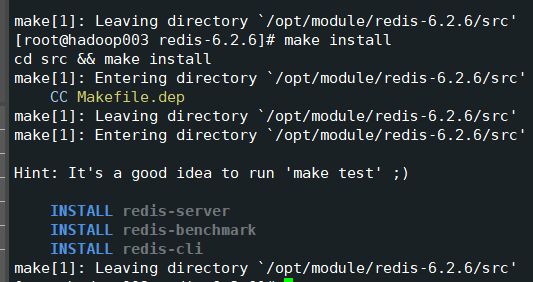 make[1]: Leaving directory `/opt/module/redis-6.2.6/src'
[root@hadoop003 redis-6.2.6]# make install
cd src && make install
make[1]: Entering directory `/opt/module/redis-6.2.6/src'
CC Makefile.dep
make[1]: Leaving directory `/opt/module/redis-6.2.6/src'
make[1]: Entering directory `/opt/module/redis-6.2.6/src'
Hint: It's a good idea to run 'make test' ;)
INSTALL redis-server
INSTALL redis-benchmark
INSTALL redis-cli
make[1]: Leaving directory `/opt/module/redis-6.2.6/src'